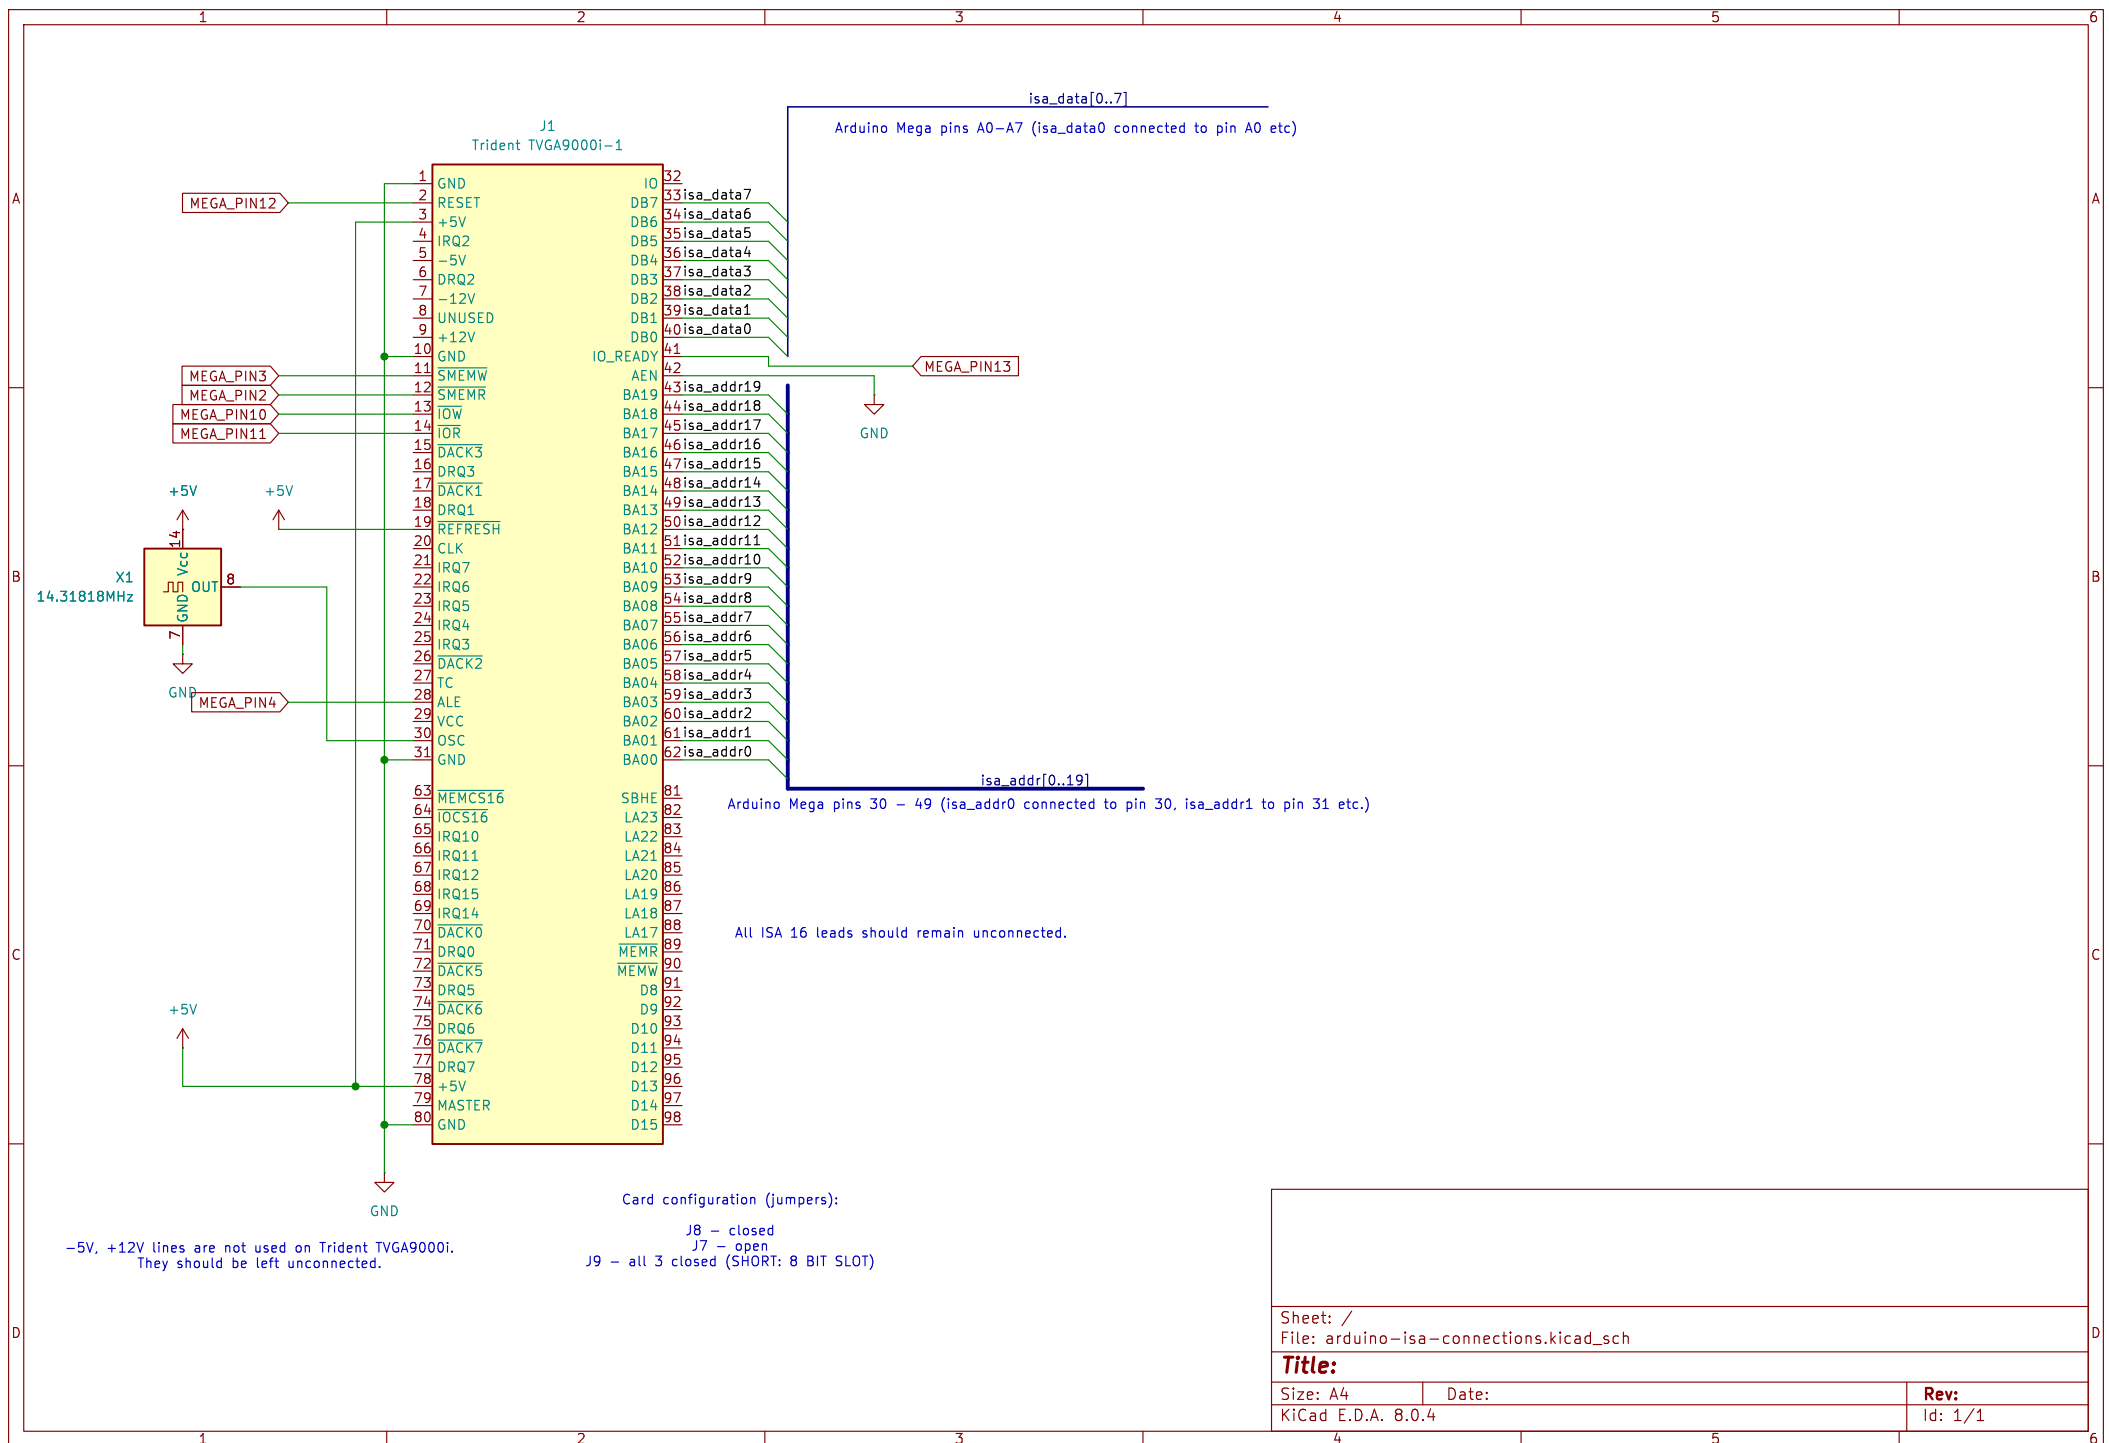 1 2 3 4 5 6
isa_data[0..7]
Arduino Mega pins A0-A7 (isa_data0 connected to pin A0 etc)
J1
Trident TVGA9000i-1
A A
1 GND IO 32
MEGA_PIN12 2 RESET DB7 33 isa_data7
3 +5V DB6 34 isa_data6
4 IRQ2 DB5 35 isa_data5
5 -5V DB4 36 isa_data4
6 DRQ2 DB3 37 isa_data3
7 -12V DB2 38 isa_data2
8 UNUSED DB1 39 isa_data1
9 +12V DB0 40 isa_data0
10 GND IO_READY 41 MEGA_PIN13
MEGA_PIN3 11 SMEMW AEN 42
MEGA_PIN2 12 SMEMR BA19 43 isa_addr19
MEGA_PIN10 13 IOW BA18 44 isa_addr18
MEGA_PIN11 14 IOR BA17 45 isa_addr17 GND
15 DACK3 BA16 46 isa_addr16
16 DRQ3 BA15 47 isa_addr15
+5V +5V 17 DACK1 BA14 48 isa_addr14
18 DRQ1 BA13 49 isa_addr13
19 REFRESH BA12 50 isa_addr12
20 CLK BA11 51 isa_addr11
21 IRQ7 BA10 52 isa_addr10
22 IRQ6 BA09 53 isa_addr9
23 IRQ5 BA08 54 isa_addr8
24 IRQ4 BA07 55 isa_addr7
25 IRQ3 BA06 56 isa_addr6
26 DACK2 BA05 57 isa_addr5
27 TC BA04 58 isa_addr4
MEGA_PIN4 28 ALE BA03 59 isa_addr3
29 VCC BA02 60 isa_addr2
30 OSC BA01 61 isa_addr1
31 GND BA00 62 isa_addr0
14
Vcc
X1
14.31818MHz
OUT 8
GND
7
GND
B B
isa_addr[0..19]
Arduino Mega pins 30 - 49 (isa_addr0 connected to pin 30, isa_addr1 to pin 31 etc.)
63 MEMCS16 SBHE 81
64 IOCS16 LA23 82
65 IRQ10 LA22 83
66 IRQ11 LA21 84
67 IRQ12 LA20 85
68 IRQ15 LA19 86
69 IRQ14 LA18 87
70 DACK0 LA17 88
All ISA 16 leads should remain unconnected.
71 DRQ0 MEMR 89
72 DACK5 MEMW 90
73 DRQ5 D8 91
74 DACK6 D9 92
75 DRQ6 D10 93
76 DACK7 D11 94
77 DRQ7 D12 95
78 +5V D13 96
79 MASTER D14 97
80 GND D15 98
C C
+5V
GND
-5V, +12V lines are not used on Trident TVGA9000i.
They should be left unconnected.
Card configuration (jumpers):
J8 - closed
J7 - open
J9 - all 3 closed (SHORT: 8 BIT SLOT)
D D
Sheet: /
File: arduino-isa-connections.kicad_sch
Title:
Size: A4 Date: Rev:
KiCad E.D.A. 8.0.4 Id: 1/1
1 2 3 4 5 6